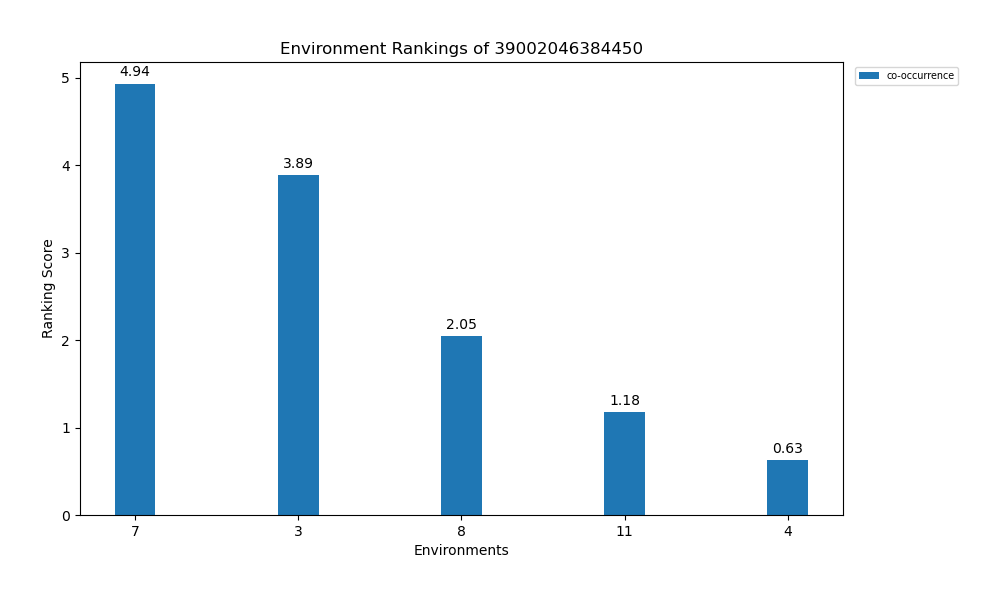 Environment Rankings of 39002046384450
co-occurrence
Ranking Score
5
4
3
2
1
0
4.94
3.89
2.05
1.18
0.63
7 3 8 11 4
Environments